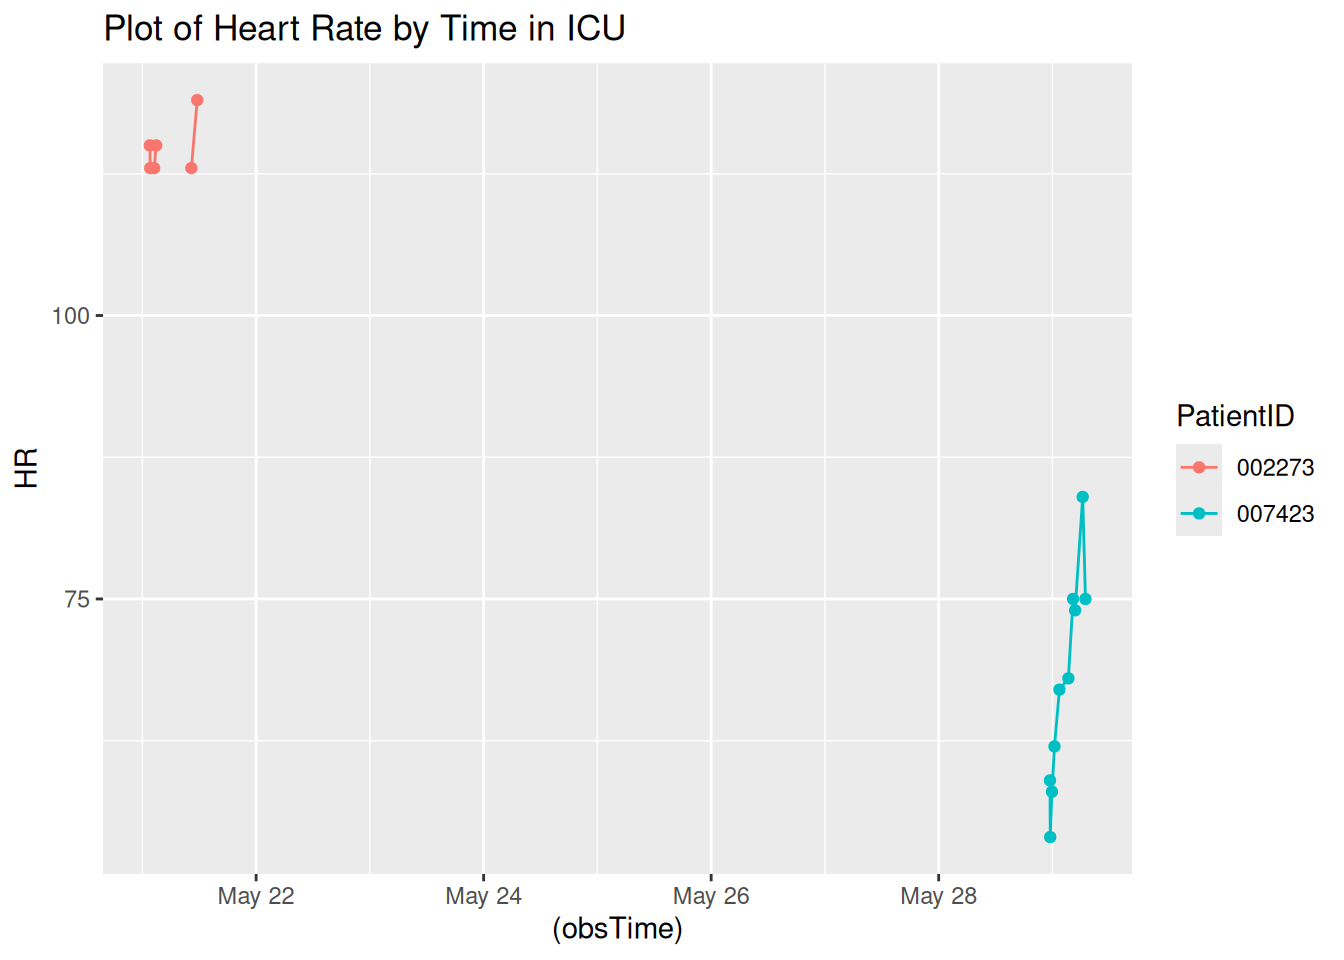 Plot of Heart Rate by Time in ICU
HR
100
75
May 22
May 24
May 26
May 28
(obsTime)
PatientID
002273
007423